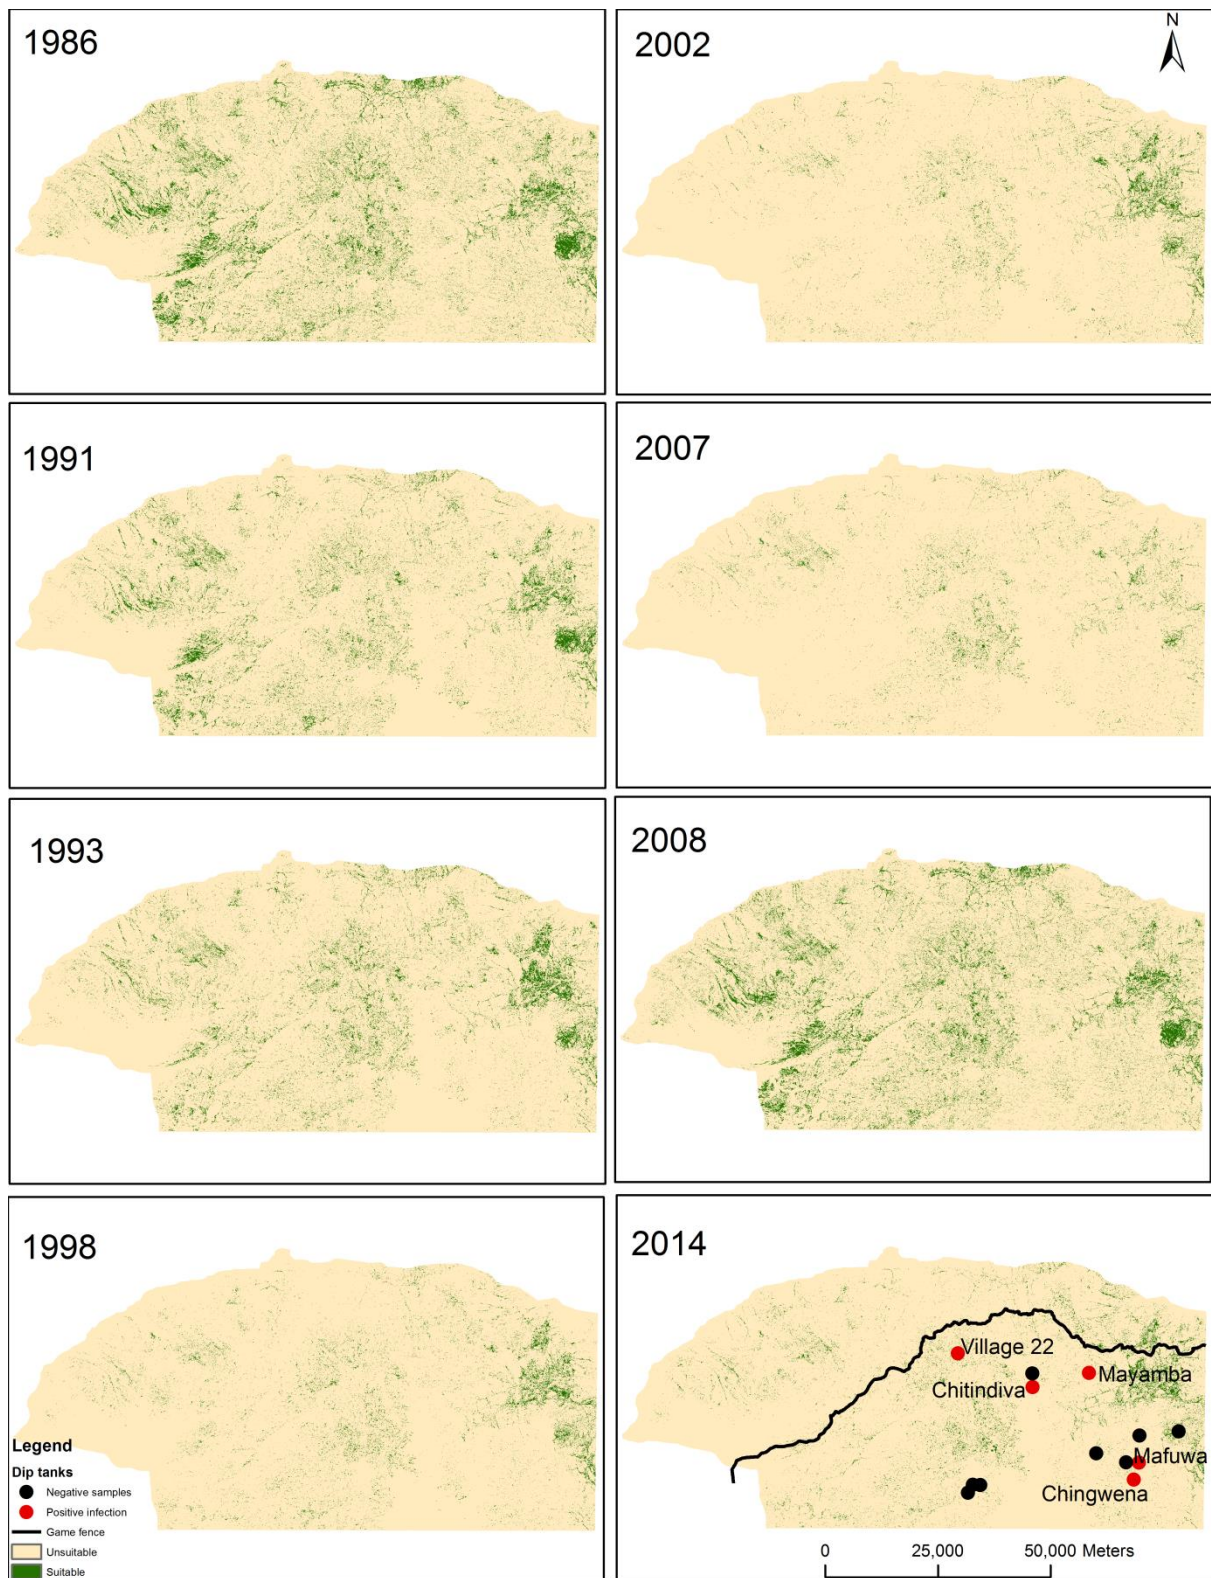 1986
2002
N
1991
2007
1993
2008
1998
Legend
Dip tanks
Negative samples
Positive infection
Game fence
Unsuitable
Suitable
2014
Village 22
Mayamba
Chitindiva
Mafuwa
Chingwena
0 25,000 50,000 Meters